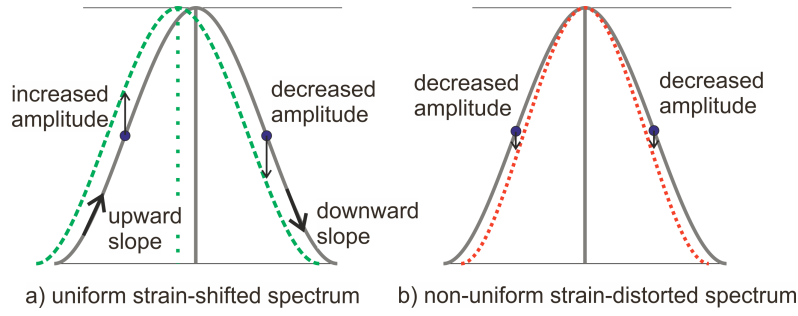 increased
amplitude
decreased
amplitude
upward
slope
downward
slope
a) uniform strain-shifted spectrum
decreased
amplitude
decreased
amplitude
b) non-uniform strain-distorted spectrum